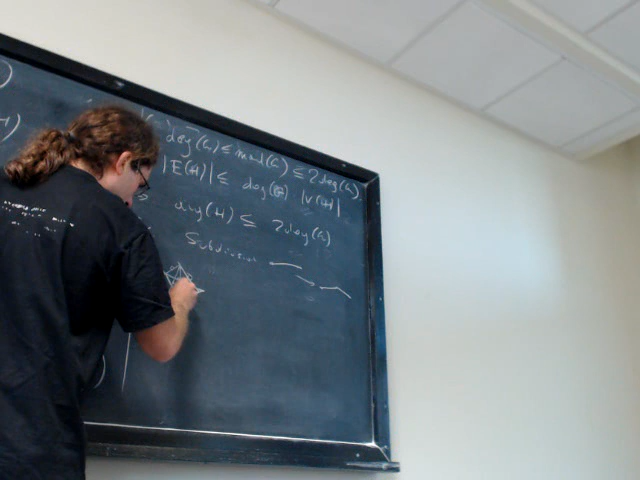 )
deg(G) ≤ mad(G) ≤ 2deg(G).
H) |E(H)| ≤ deg(G) |V(H)|
avg(H) ≤ 2deg(G)
Subdivision